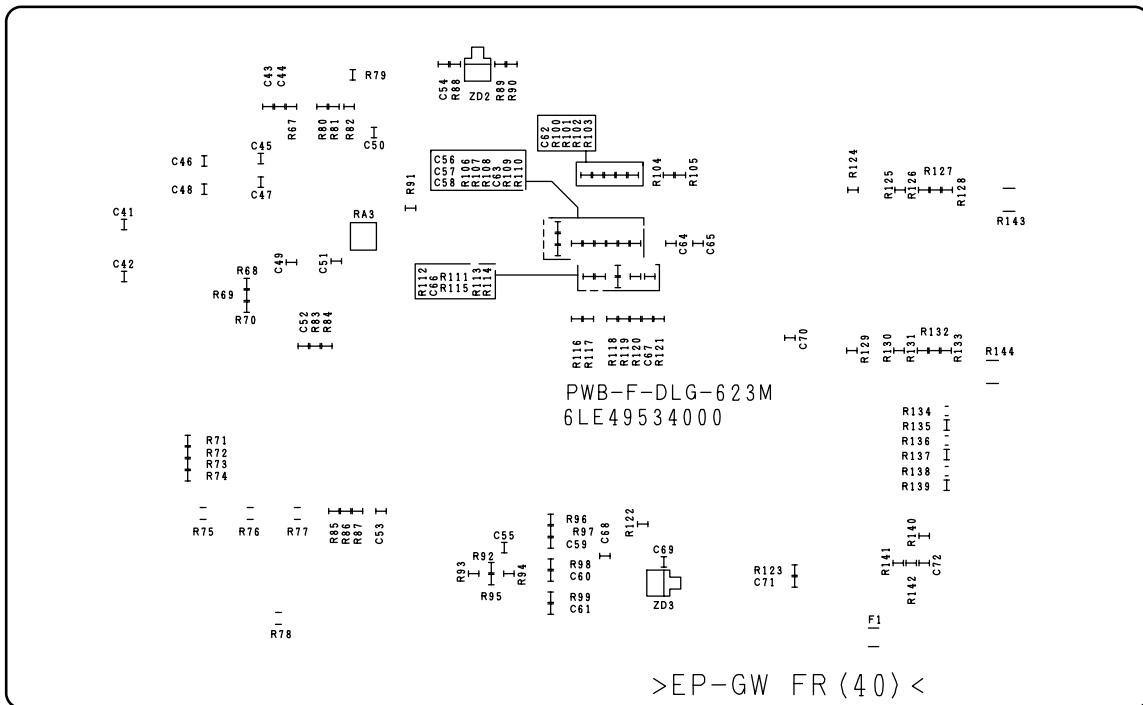 C43
C44
R79
C54
R88
ZD2
R89
R90
R67
R80
R81
R82
C50
C62
R100
R101
R102
R103
C46
C45
C56
C57
C58
R106
R107
R108
C63
R109
R110
R104
R105
R124
C48
C47
R91
R125
R126
R127
R128
C41
RA3
R143
C42
C49
C51
C64
C65
R68
R69
R70
R112
C66
R111
R115
R113
R114
C52
R83
R84
R116
R117
R118
R119
R120
C67
R121
C70
R129
R130
R131
R132
R133
R144
PWB-F-DLG-623M
6LE49534000
R134
R135
R136
R137
R138
R139
R71
R72
R73
R74
R75
R76
R77
R85
R86
R87
C53
R96
R97
C59
C68
R122
R140
C55
R92
R93
R94
R95
R98
C60
C69
R123
C71
R141
R142
C72
R99
C61
ZD3
R78
F1
>EP-GW FR(40)<